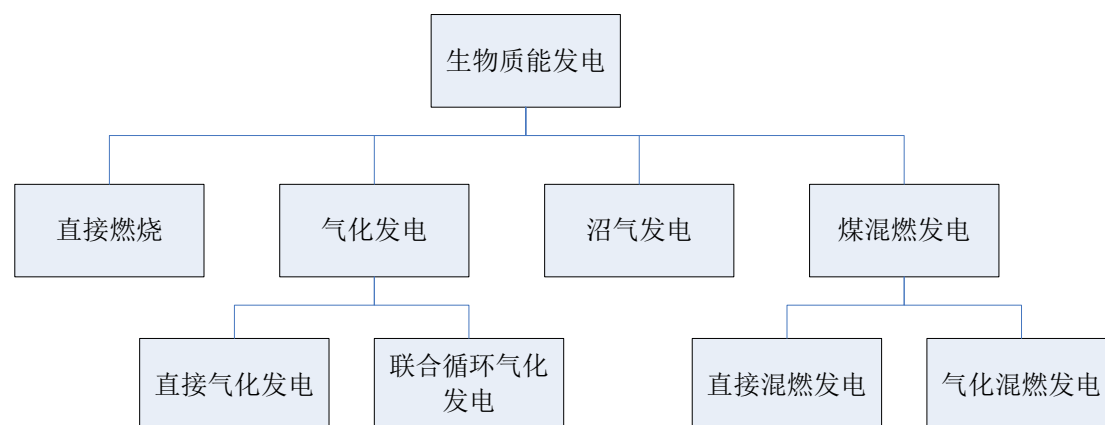 生物质能发电
直接燃烧
气化发电
沼气发电
煤混燃发电
直接气化发电
联合循环气化
发电
直接混燃发电
气化混燃发电